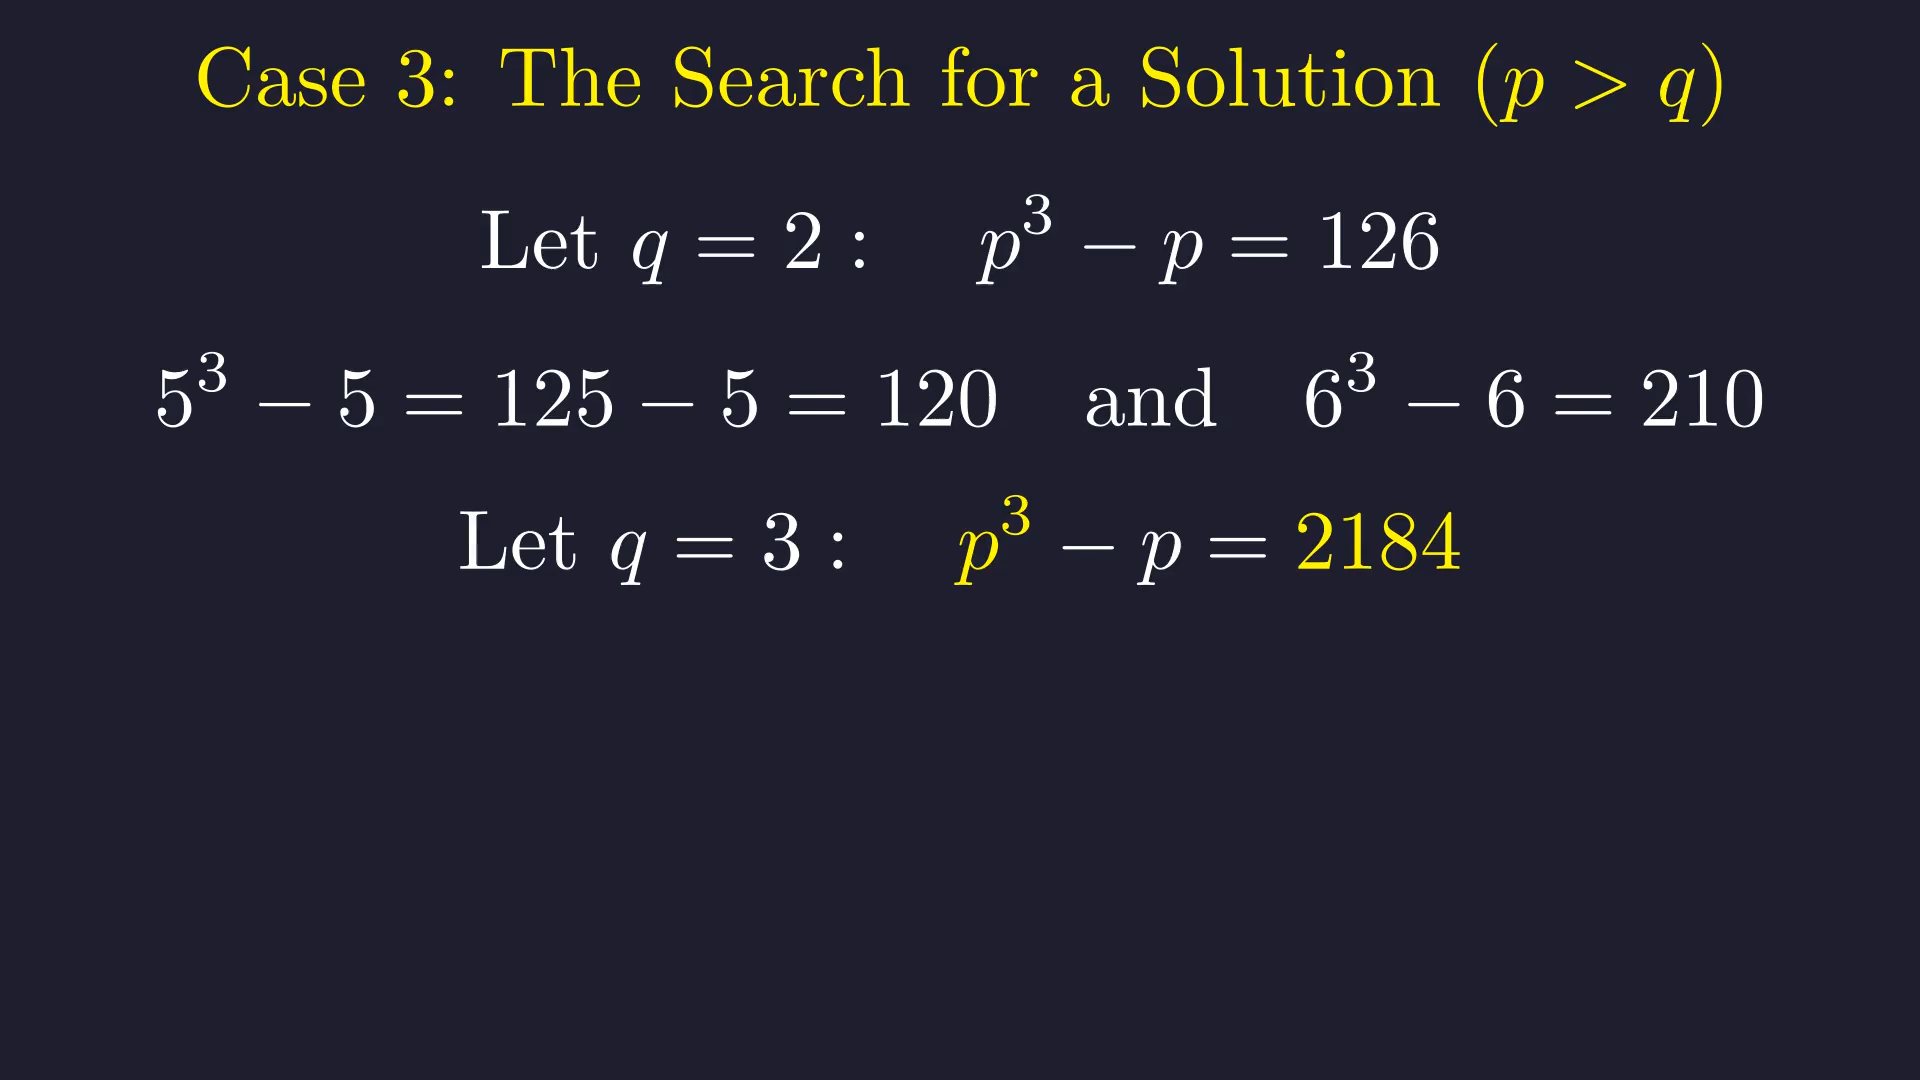 Case 3: The Search for a Solution (p > q)
Let q = 2 : p³ − p = 126
5³ − 5 = 125 − 5 = 120 and 6³ − 6 = 210
Let q = 3 : p³ − p = 2184